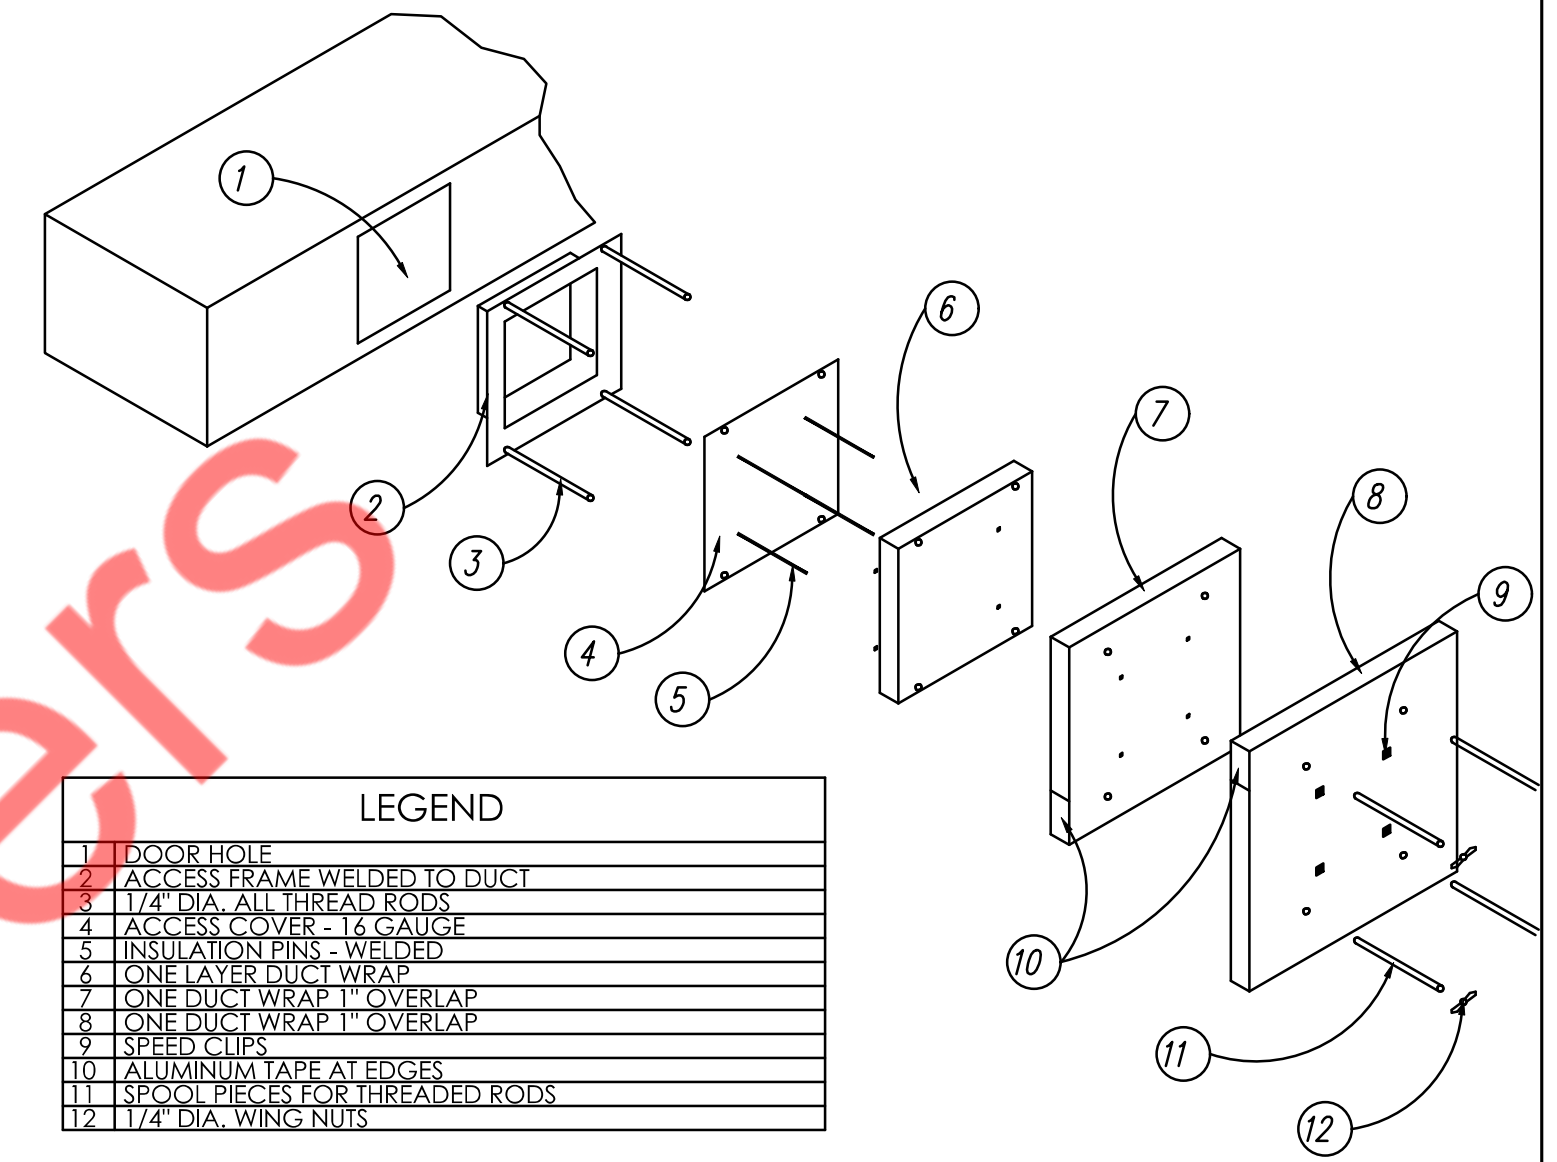 1
2
3
4
5
6
7
8
9
10
11
12
LEGEND
1 DOOR HOLE
2 ACCESS FRAME WELDED TO DUCT
3 1/4" DIA. ALL THREAD RODS
4 ACCESS COVER - 16 GAUGE
5 INSULATION PINS - WELDED
6 ONE LAYER DUCT WRAP
7 ONE DUCT WRAP 1" OVERLAP
8 ONE DUCT WRAP 1" OVERLAP
9 SPEED CLIPS
10 ALUMINUM TAPE AT EDGES
11 SPOOL PIECES FOR THREADED RODS
12 1/4" DIA. WING NUTS
ers